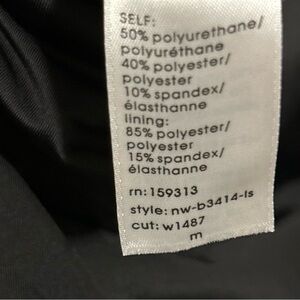 SELF:
50% polyurethane/
polyuréthane
40% polyester/
polyester
10% spandex/
élasthanne
lining:
85% polyester/
polyester
15% spandex/
élasthanne
rn: 159313
style: nw-b3414-ls
cut: w1487
m